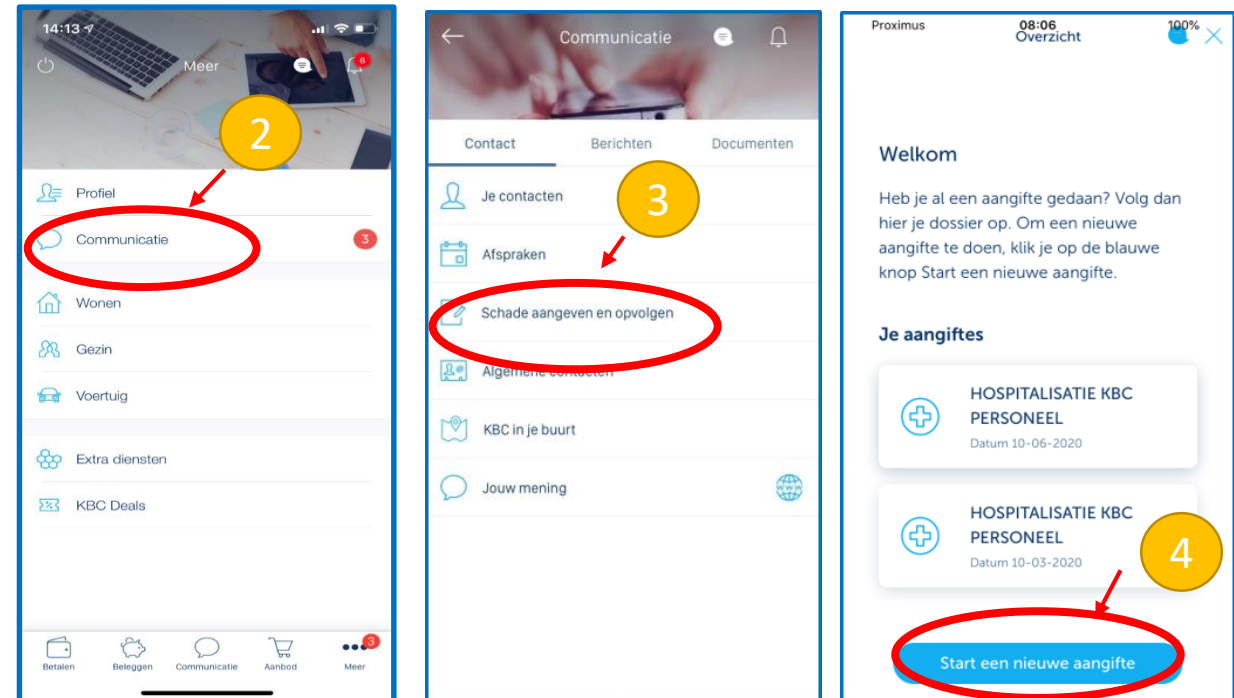 14:13
Meer
6
2
Profiel
Communicatie
3
Wonen
Gezin
Voertuig
Extra diensten
KBC Deals
3
Betalen
Beleggen
Communicatie
Aanbod
Meer
Communicatie
Contact
Berichten
Documenten
Je contacten
3
Afspraken
Schade aangeven en opvolgen
Algemene contacten
KBC in je buurt
Jouw mening
www
Proximus
08:06
100%
Overzicht
Welkom
Heb je al een aangifte gedaan? Volg dan
hier je dossier op. Om een nieuwe
aangifte te doen, klik je op de blauwe
knop Start een nieuwe aangifte.
Je aangiftes
HOSPITALISATIE KBC
PERSONEEL
Datum 10-06-2020
HOSPITALISATIE KBC
PERSONEEL
Datum 10-03-2020
4
Start een nieuwe aangifte